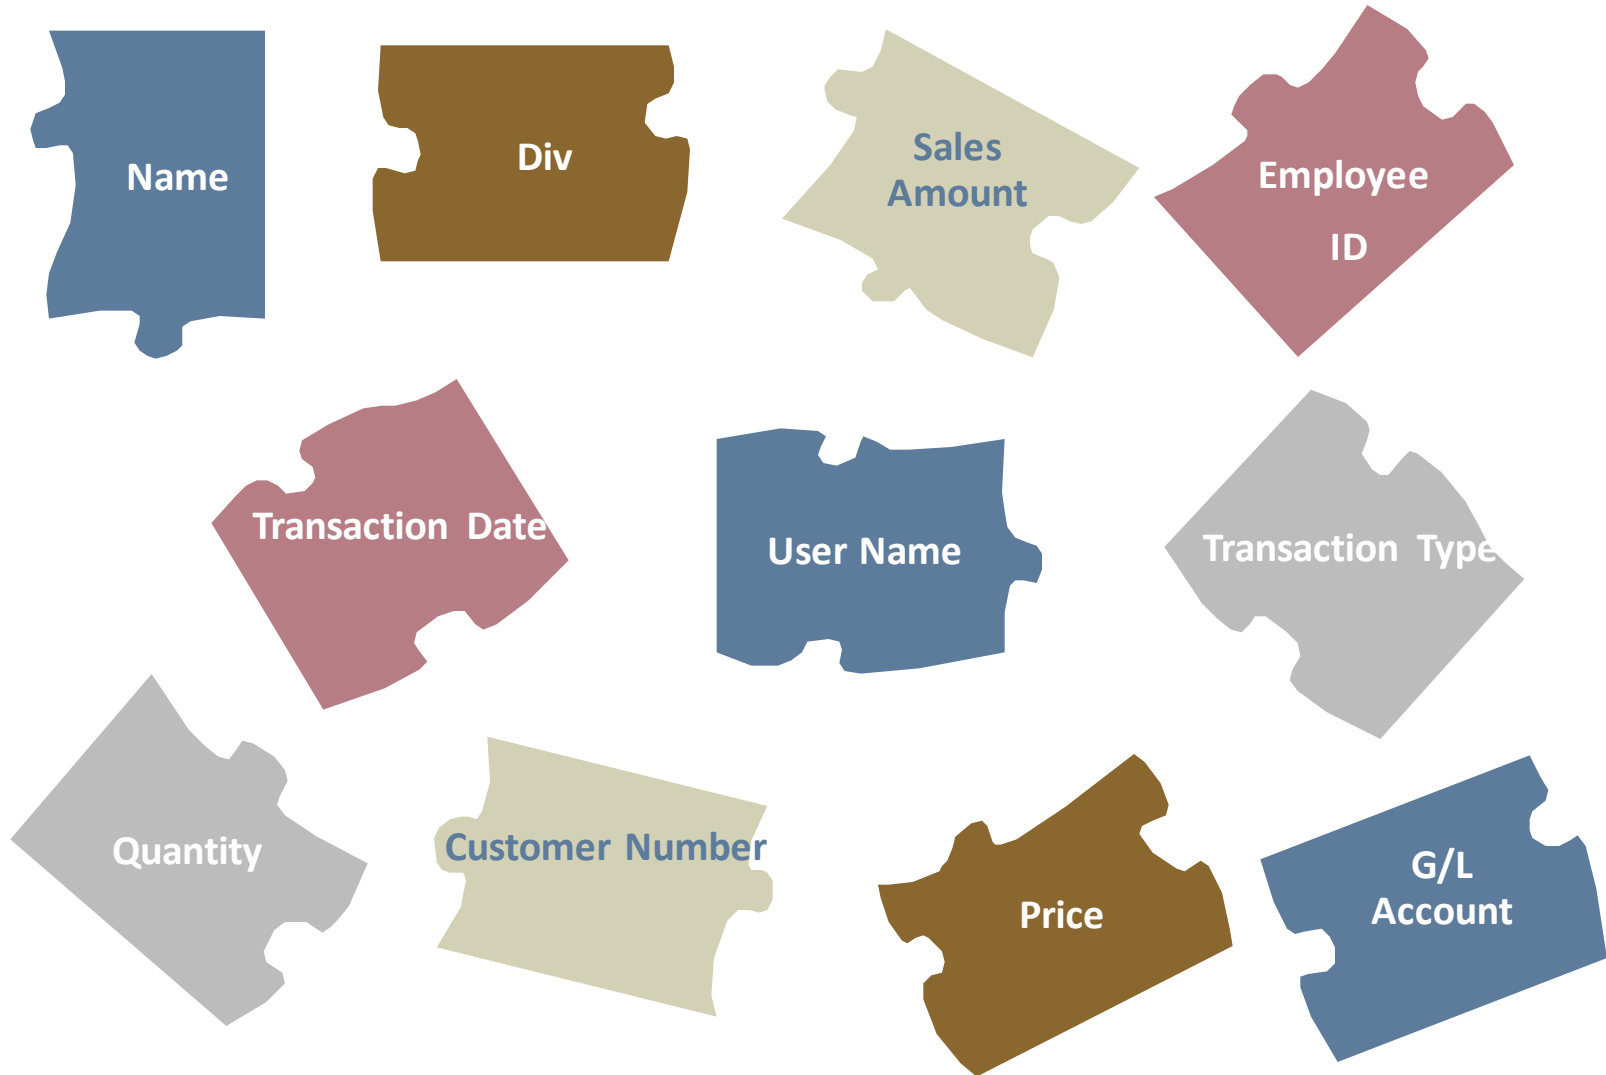 Name
Div
Sales
Amount
Employee
ID
Transaction Date
User Name
Transaction Type
Quantity
Customer Number
Price
G/L
Account